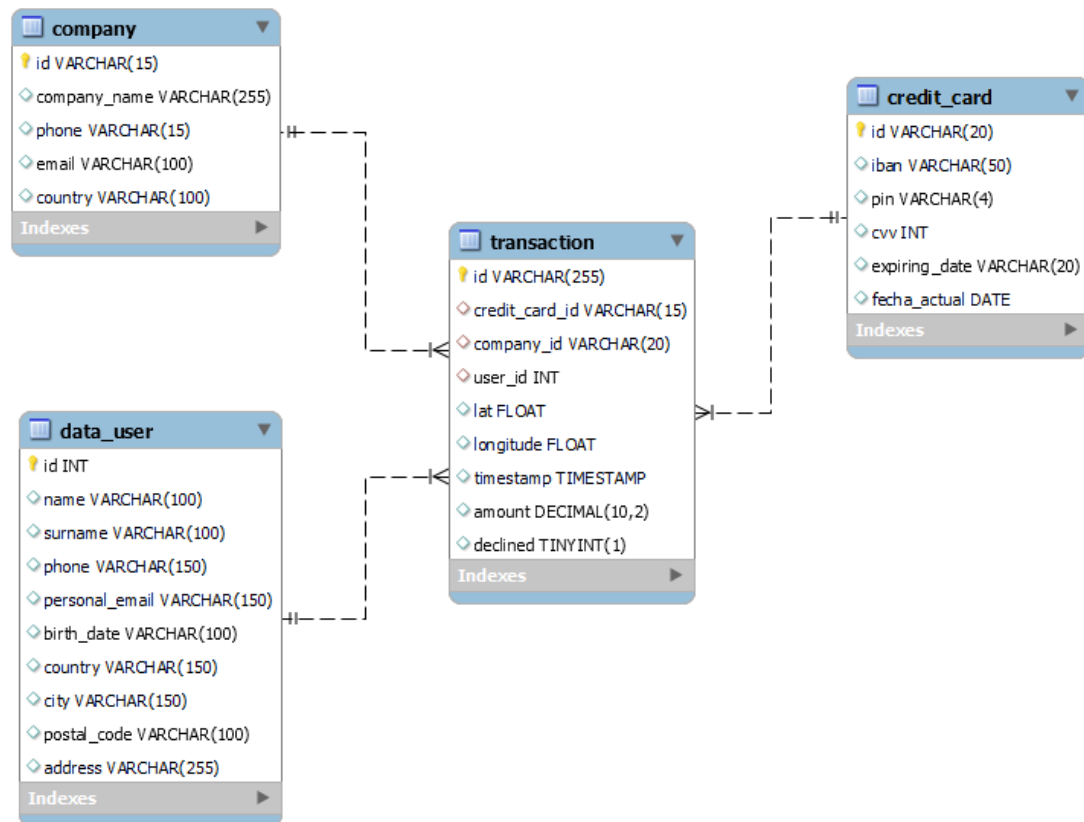 company
id VARCHAR(15)
company_name VARCHAR(255)
phone VARCHAR(15)
email VARCHAR(100)
country VARCHAR(100)
Indexes
credit_card
id VARCHAR(20)
iban VARCHAR(50)
pin VARCHAR(4)
cvv INT
expiring_date VARCHAR(20)
fecha_actual DATE
Indexes
transaction
id VARCHAR(255)
credit_card_id VARCHAR(15)
company_id VARCHAR(20)
user_id INT
lat FLOAT
longitude FLOAT
timestamp TIMESTAMP
amount DECIMAL(10,2)
declined TINYINT(1)
Indexes
data_user
id INT
name VARCHAR(100)
surname VARCHAR(100)
phone VARCHAR(150)
personal_email VARCHAR(150)
birth_date VARCHAR(100)
country VARCHAR(150)
city VARCHAR(150)
postal_code VARCHAR(100)
address VARCHAR(255)
Indexes